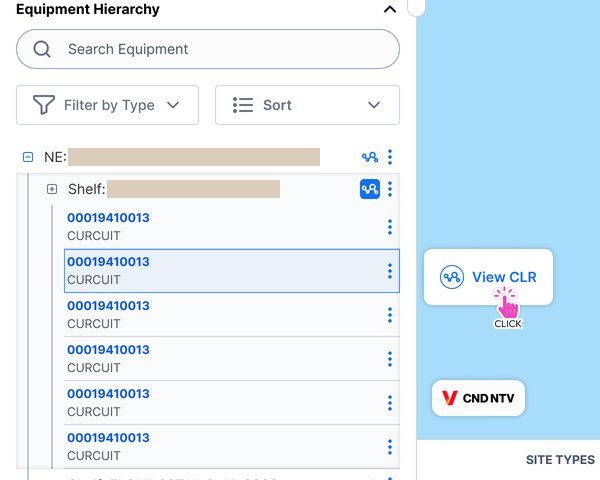 Equipment Hierarchy
Search Equipment
Filter by Type
Sort
NE:
Shelf:
00019410013
CURCUIT
00019410013
CURCUIT
00019410013
CURCUIT
00019410013
CURCUIT
00019410013
CURCUIT
00019410013
CURCUIT
View CLR
CLICK
CND NTV
SITE TYPES